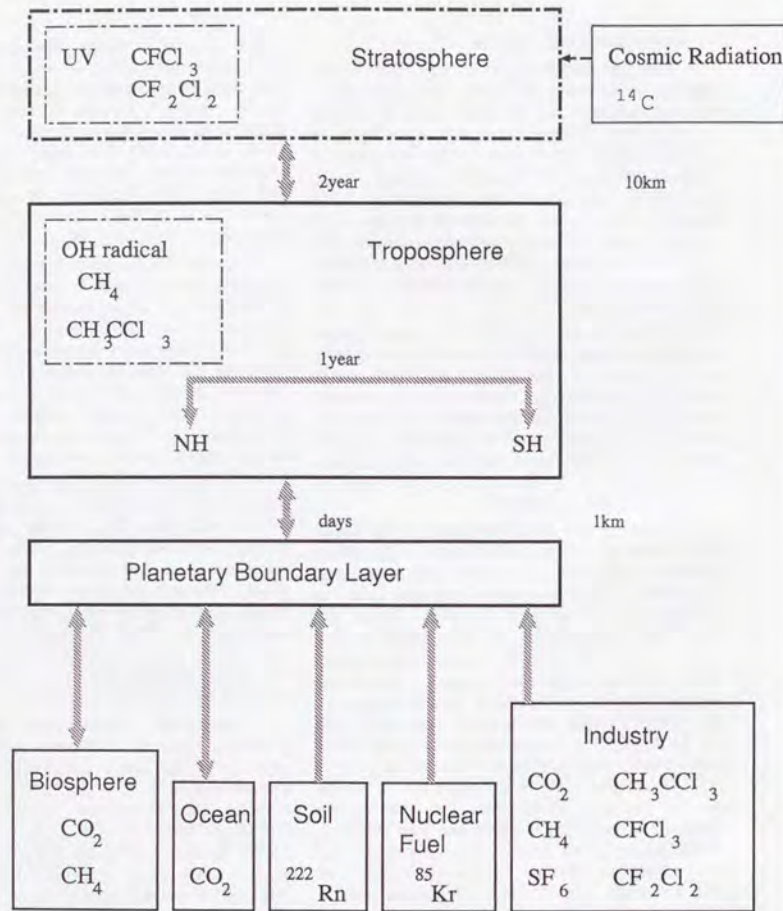 UV CFCl₃
CF₂Cl₂
Stratosphere
Cosmic Radiation
¹⁴C
2year
10km
OH radical
CH₄
CH₃CCl₃
Troposphere
1year
NH SH
days
1km
Planetary Boundary Layer
Biosphere
CO₂
CH₄
Ocean
CO₂
Soil
²²²Rn
Nuclear
Fuel
⁸⁵Kr
Industry
CO₂ CH₃CCl₃
CH₄ CFCl₃
SF₆ CF₂Cl₂